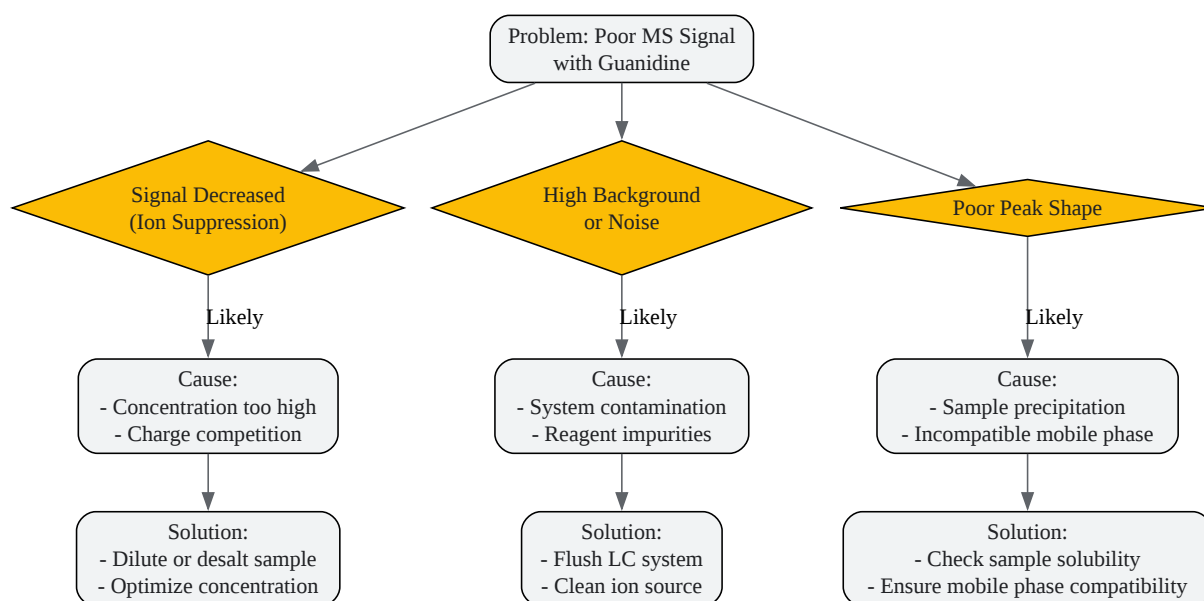 Problem: Poor MS Signal
with Guanidine
Signal Decreased
(Ion Suppression)
High Background
or Noise
Poor Peak Shape
Likely
Likely
Likely
Cause:
- Concentration too high
- Charge competition
Cause:
- System contamination
- Reagent impurities
Cause:
- Sample precipitation
- Incompatible mobile phase
Solution:
- Dilute or desalt sample
- Optimize concentration
Solution:
- Flush LC system
- Clean ion source
Solution:
- Check sample solubility
- Ensure mobile phase compatibility